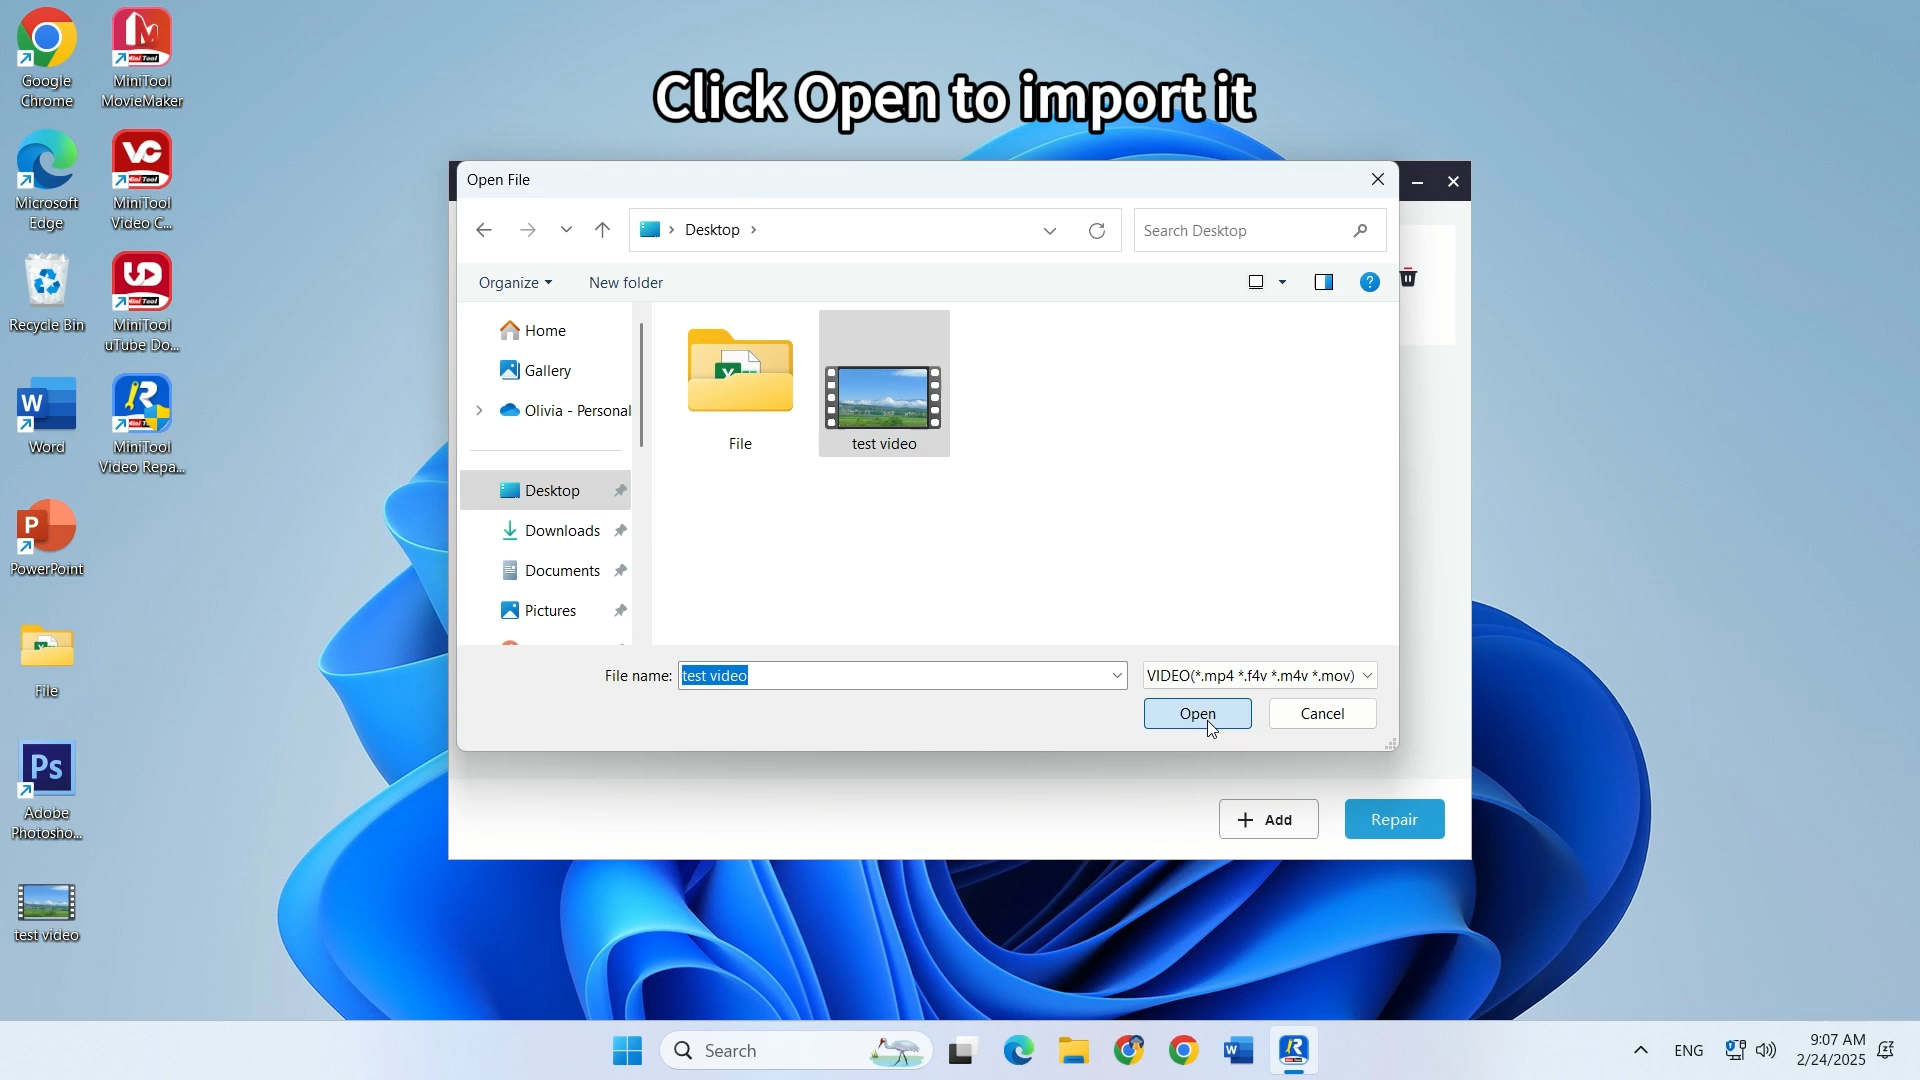 Click Open to import it
Google
Chrome
MiniTool
MovieMaker
Microsoft
Edge
MiniTool
Video C...
Recycle Bin
MiniTool
uTube Do...
Word
MiniTool
Video Repa...
PowerPoint
File
Adobe
Photosho...
test video
Open File
Desktop
Search Desktop
Organize
New folder
Home
Gallery
Olivia - Personal
Desktop
Downloads
Documents
Pictures
File
test video
File name:
test video
VIDEO(*.mp4 *.f4v *.m4v *.mov)
Open
Cancel
Add
Repair
Search
ENG
9:07 AM
2/24/2025